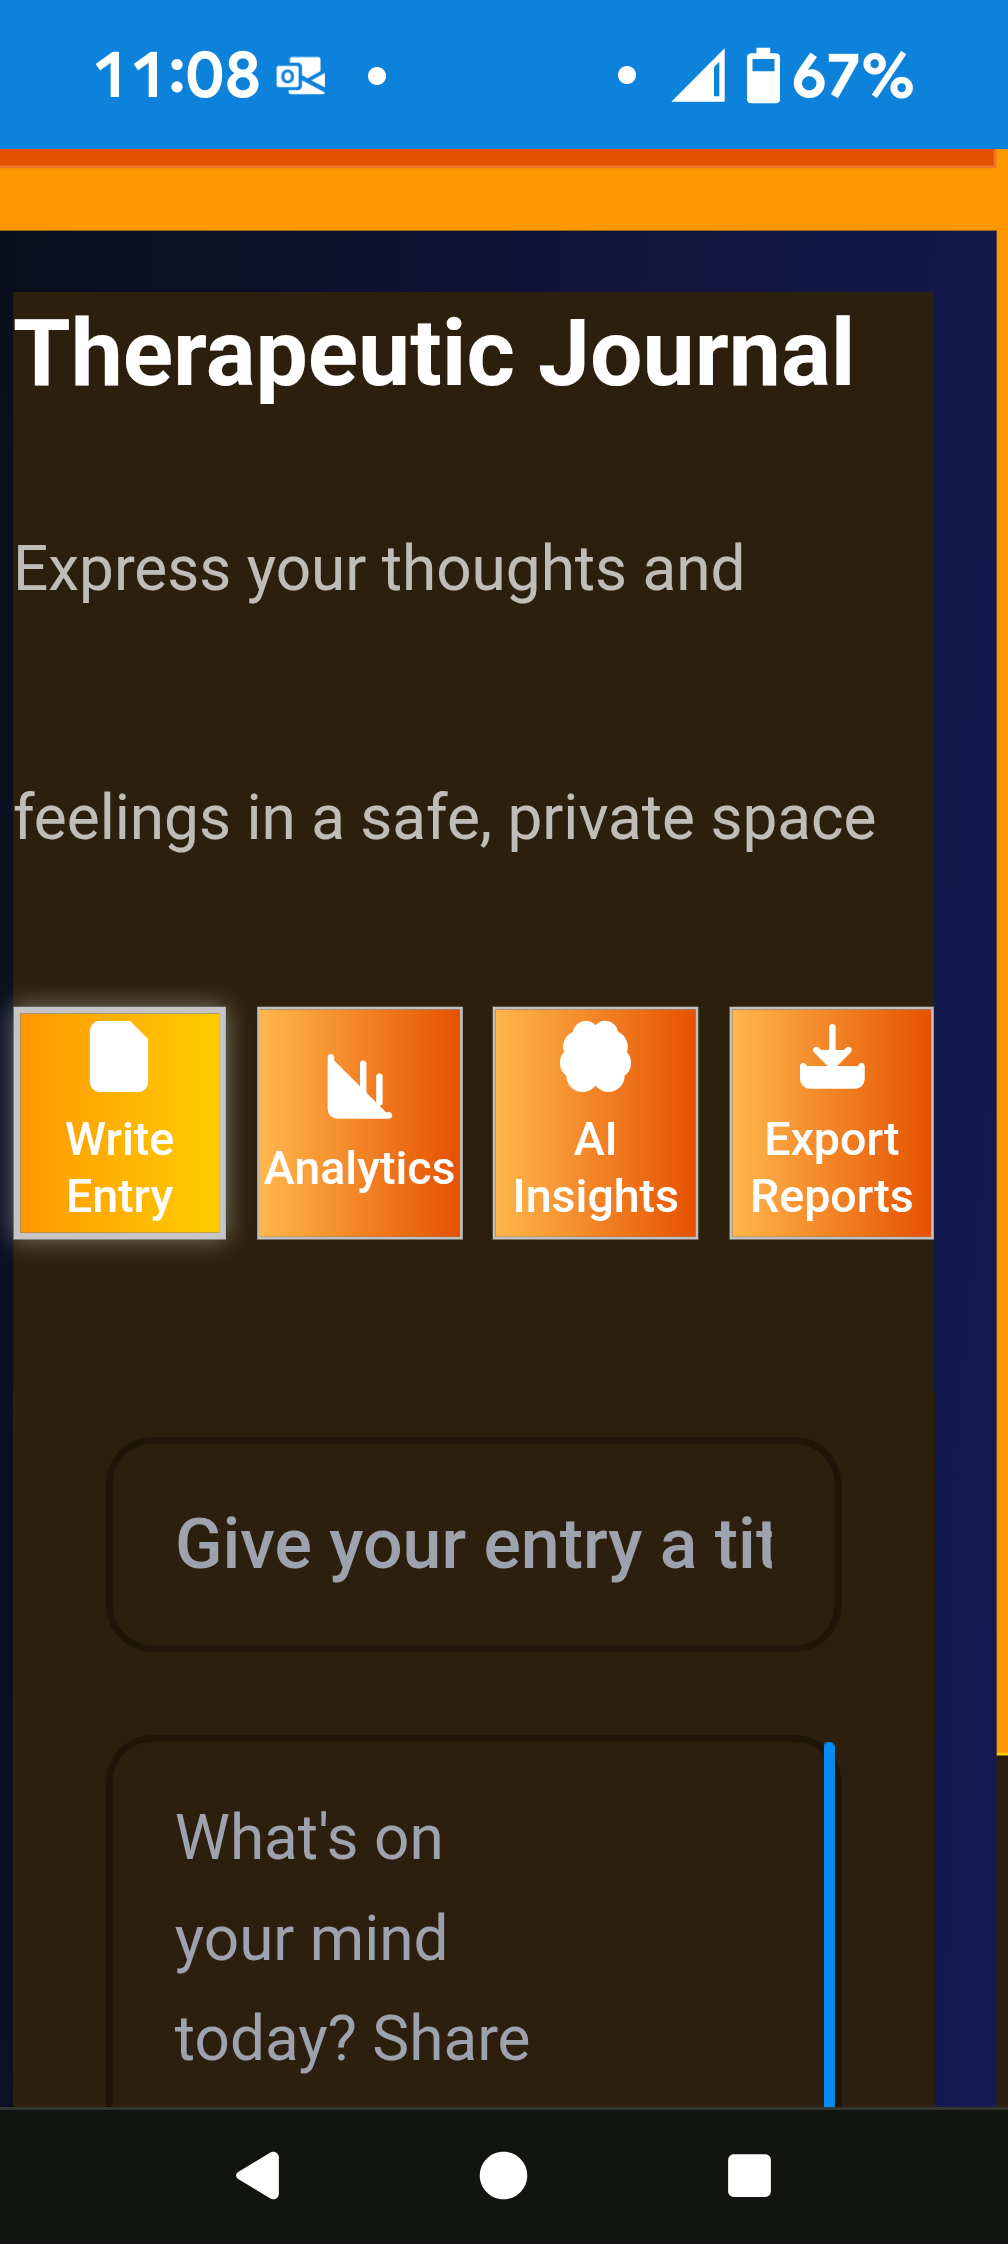 11:08 67%
Therapeutic Journal
Express your thoughts and
feelings in a safe, private space
Write
Entry
Analytics
AI
Insights
Export
Reports
Give your entry a tit
What's on
your mind
today? Share